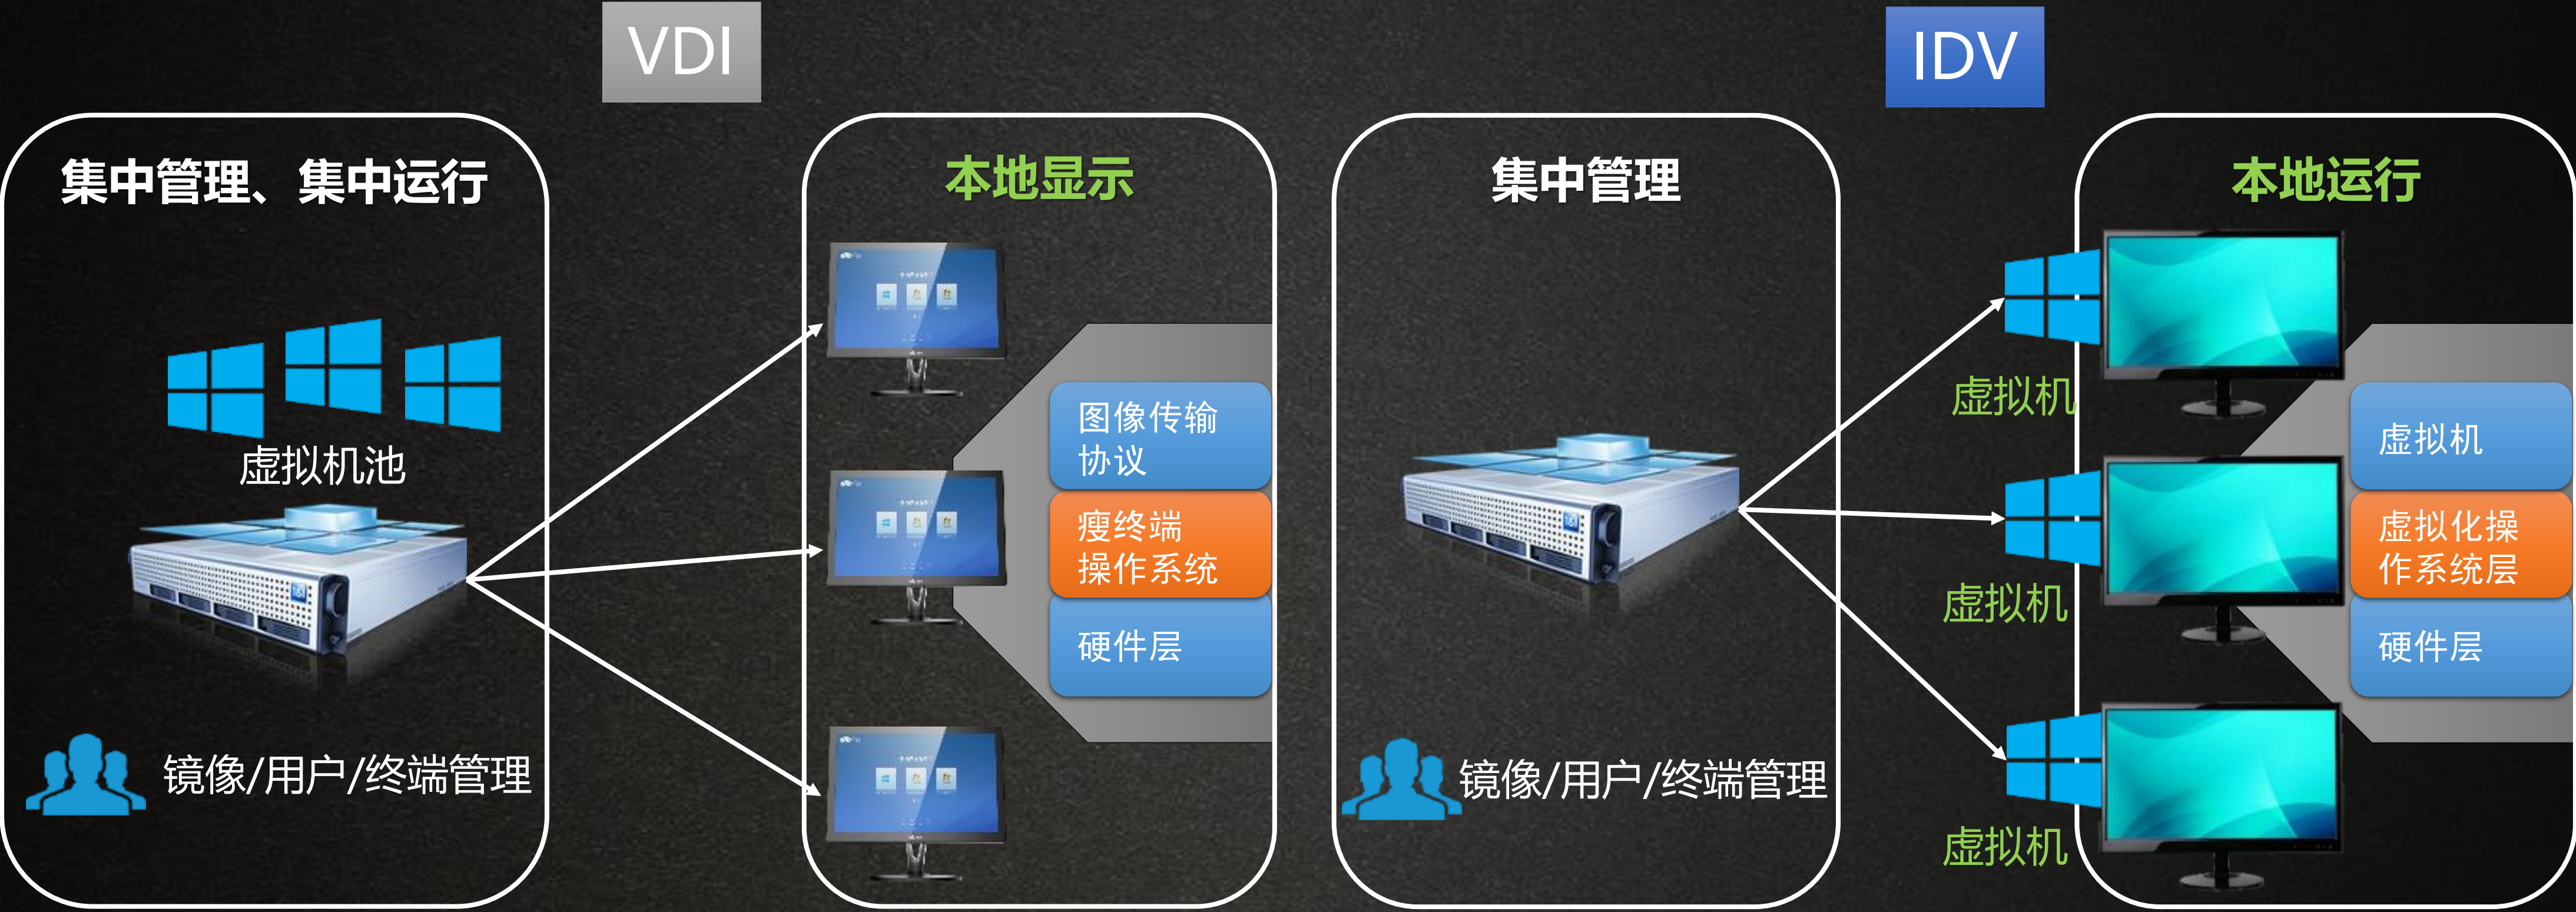 VDI
集中管理、集中运行
虚拟机池
镜像/用户/终端管理
本地显示
图像传输
协议
瘦终端
操作系统
硬件层
IDV
集中管理
镜像/用户/终端管理
本地运行
虚拟机
虚拟机
虚拟机
虚拟机
虚拟化操
作系统层
硬件层